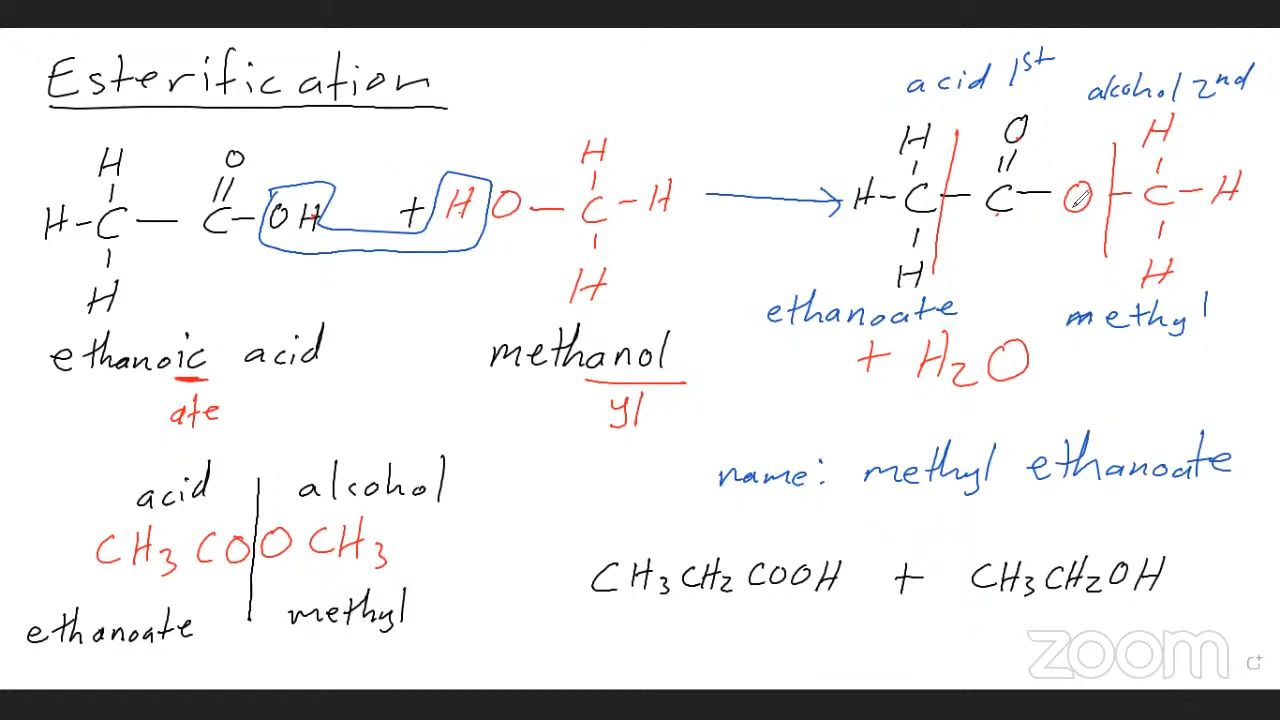 Esterification
acid 1st
alcohol 2nd
H O H H O H
H - C - C - OH + HO - C - H H - C - C - O - C - H
H H H H
ethanoate methyl
ethanoic acid methanol + H2O
ate yl
name: methyl ethanoate
acid alcohol
CH3CO OCH3
CH3CH2COOH + CH3CH2OH
ethanoate methyl
zoom